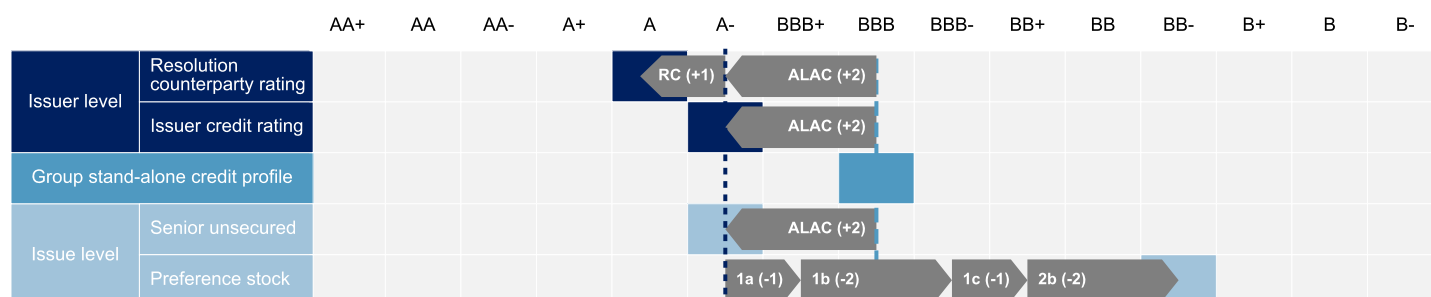 AA+ AA AA- A+ A A- BBB+ BBB BBB- BB+ BB BB- B+ B B-
Issuer level
Resolution
counterparty rating
RC (+1) ALAC (+2)
Issuer credit rating
ALAC (+2)
Group stand-alone credit profile
Issue level
Senior unsecured
ALAC (+2)
Preference stock
1a (-1) 1b (-2) 1c (-1) 2b (-2)